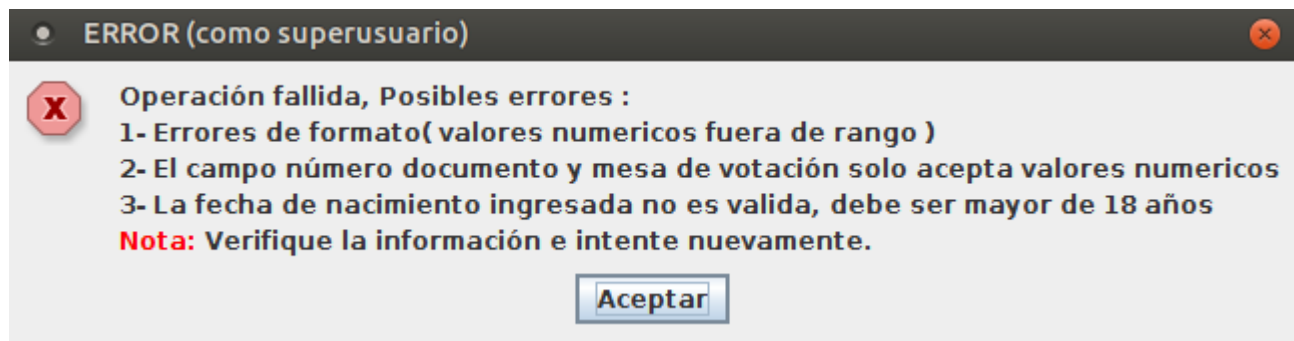 ERROR (como superusuario)
Operación fallida, Posibles errores :
1- Errores de formato( valores numericos fuera de rango )
2- El campo número documento y mesa de votación solo acepta valores numericos
3- La fecha de nacimiento ingresada no es valida, debe ser mayor de 18 años
Nota: Verifique la información e intente nuevamente.
Aceptar